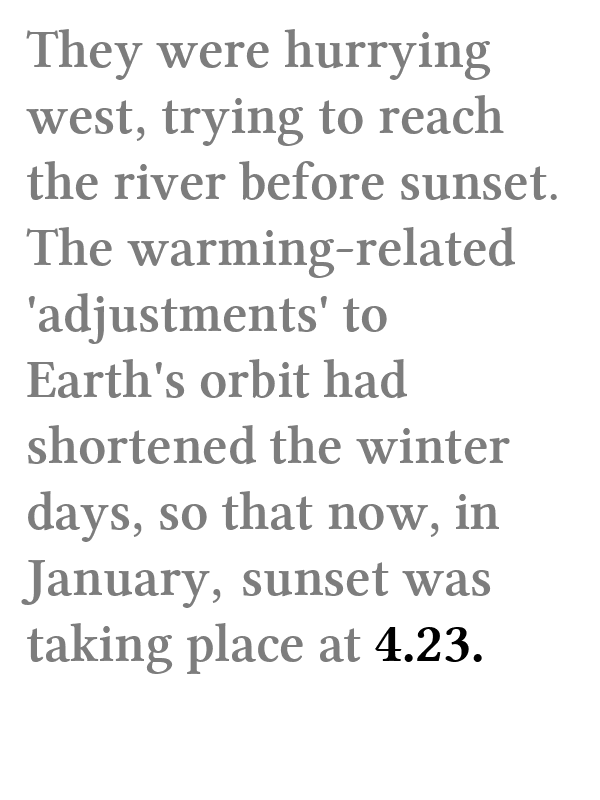 They were hurrying
west, trying to reach
the river before sunset.
The warming-related
'adjustments' to
Earth's orbit had
shortened the winter
days, so that now, in
January, sunset was
taking place at 4.23.